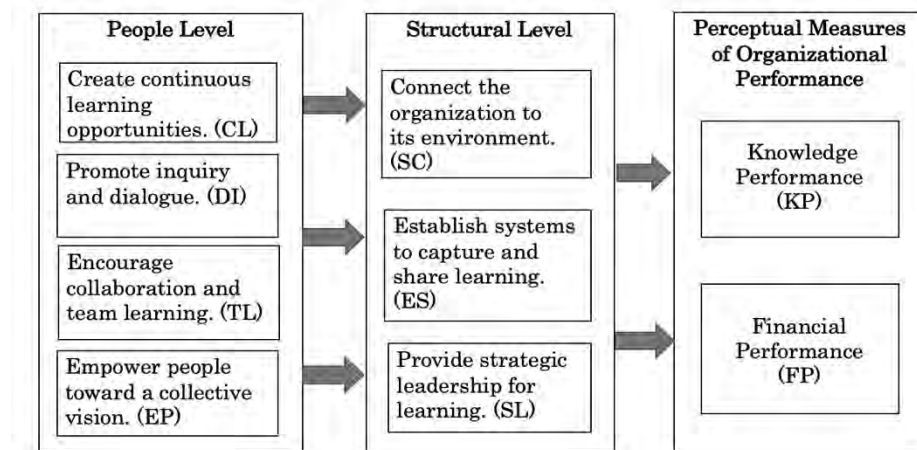 People Level
Create continuous
learning
opportunities. (CL)
Promote inquiry
and dialogue. (DI)
Encourage
collaboration and
team learning. (TL)
Empower people
toward a collective
vision. (EP)
Structural Level
Connect the
organization to
its environment.
(SC)
Establish systems
to capture and
share learning.
(ES)
Provide strategic
leadership for
learning. (SL)
Perceptual Measures
of Organizational
Performance
Knowledge
Performance
(KP)
Financial
Performance
(FP)